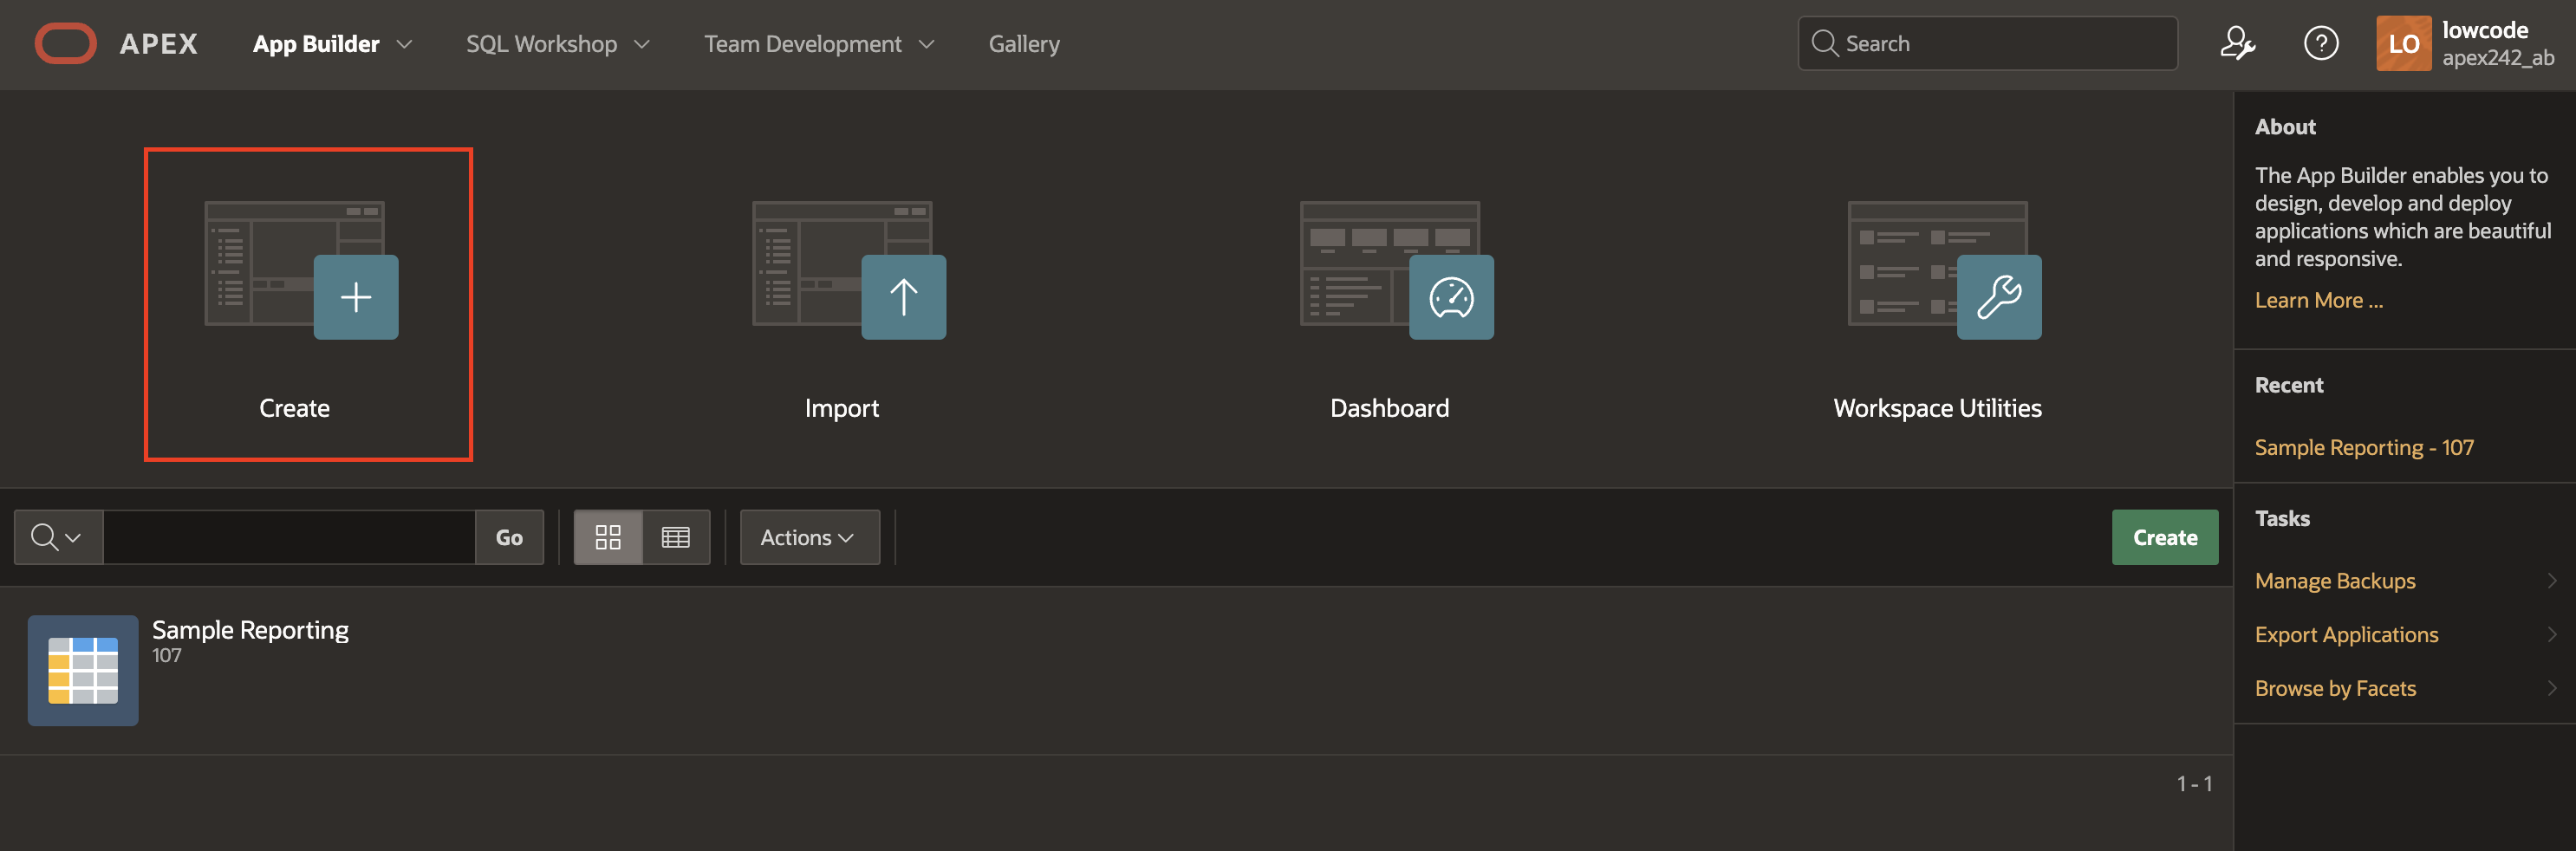 APEX
App Builder
SQL Workshop
Team Development
Gallery
Search
LO
lowcode
apex242_ab
Create
Import
Dashboard
Workspace Utilities
Go
Actions
Create
Sample Reporting
107
1 - 1
About
The App Builder enables you to
design, develop and deploy
applications which are beautiful
and responsive.
Learn More ...
Recent
Sample Reporting - 107
Tasks
Manage Backups
Export Applications
Browse by Facets